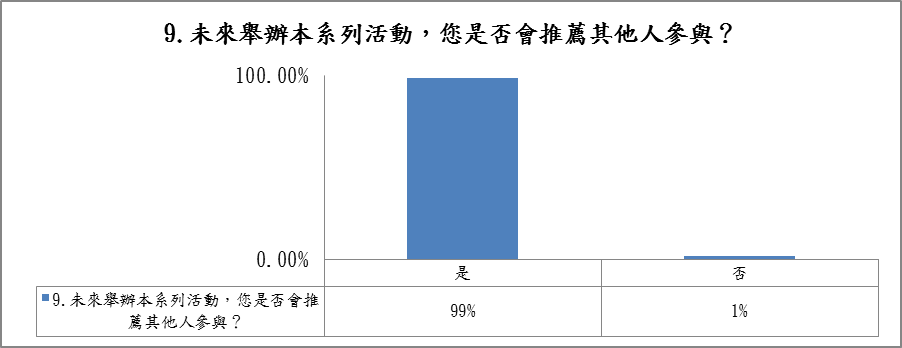 9.未來舉辦本系列活動，您是否會推薦其他人參與？
100.00%
0.00%
是
否
9.未來舉辦本系列活動，您是否會推
薦其他人參與？
99%
1%